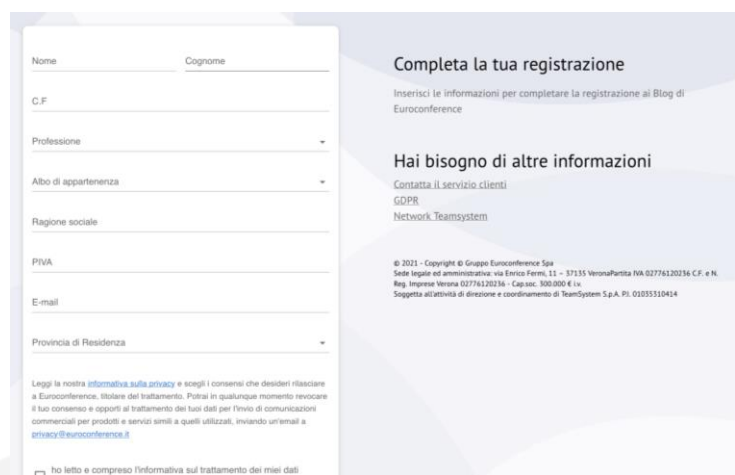 Nome Cognome
C.F
Professione
Albo di appartenenza
Ragione sociale
PIVA
E-mail
Provincia di Residenza
Leggi la nostra informativa sulla privacy e scegli i consensi che desideri rilasciare
a Euroconference, titolare del trattamento. Potrai in qualunque momento revocare
il tuo consenso e opporti al trattamento dei tuoi dati per l'invio di comunicazioni
commerciali per prodotti e servizi simili a quelli utilizzati, inviando un'email a
privacy@euroconference.it
ho letto e compreso l'informativa sul trattamento dei miei dati
Completa la tua registrazione
Inserisci le informazioni per completare la registrazione ai Blog di
Euroconference
Hai bisogno di altre informazioni
Contatta il servizio clienti
GDPR
Network Teamsystem
© 2021 - Copyright © Gruppo Euroconference Spa
Sede legale ed amministrativa: via Enrico Fermi, 11 – 37135 VeronaPartita IVA 02776120236 C.F. e N.
Reg. Imprese Verona 02776120236 - Cap.soc. 300.000 € i.v.
Soggetta all'attività di direzione e coordinamento di TeamSystem S.p.A. P.I. 01035310414